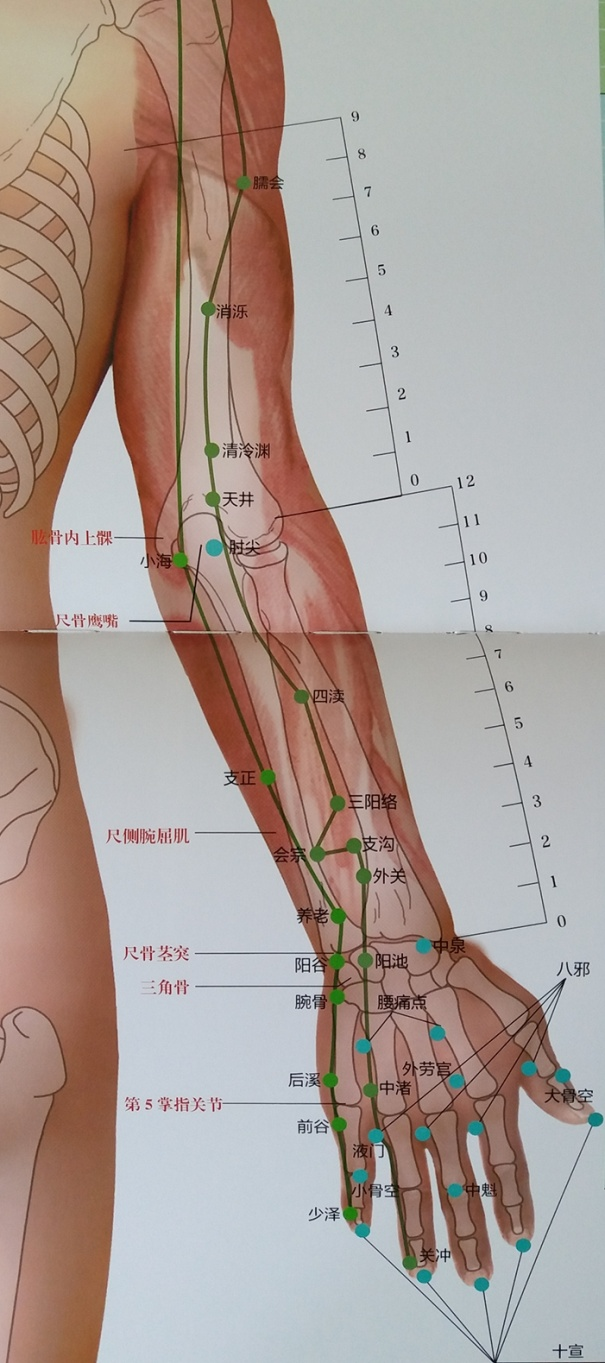 9
8
臑会
7
6
5
消泺
4
3
2
1
清泠渊
0
12
天井
11
肱骨内上髁
肘尖
小海
10
9
尺骨鹰嘴
8
7
6
四渎
5
4
支正
三阳络
3
尺侧腕屈肌
2
支沟
会宗
外关
1
养老
0
中泉
尺骨茎突
阳谷
阳池
八邪
三角骨
腕骨
腰痛点
外劳宫
后溪
中渚
大骨空
第5掌指关节
前谷
液门
小骨空
中魁
少泽
关冲
十宣